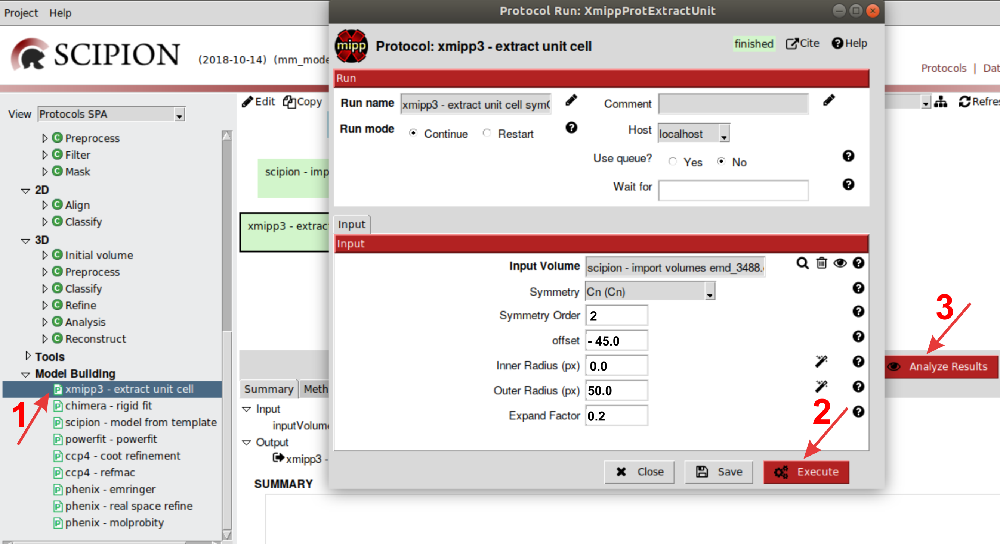 Project Help
SCIPION
(2018-10-14) (mm_mode
View Protocols SPA
Preprocess
Filter
Mask
2D
Align
Classify
3D
Initial volume
Preprocess
Classify
Refine
Analysis
Reconstruct
Tools
Model Building
xmipp3 - extract unit cell
1
chimera - rigid fit
scipion - model from template
powerfit - powerfit
ccp4 - coot refinement
ccp4 - refmac
phenix - emringer
phenix - real space refine
phenix - molprobity
Edit Copy
scipion - imp
xmipp3 - extrac
Summary Meth
Input
inputVolum
Output
xmipp3 -
SUMMARY
Protocol Run: XmippProtExtractUnit
mipp
Protocol: xmipp3 - extract unit cell
finished Cite Help
Run
Run name xmipp3 - extract unit cell sym Comment
Run mode Continue Restart Host localhost
Use queue? Yes No
Wait for
Input
Input
Input Volume scipion - import volumes emd_3488.
Symmetry Cn (Cn)
Symmetry Order 2
offset - 45.0
Inner Radius (px) 0.0
Outer Radius (px) 50.0
Expand Factor 0.2
2
Close Save Execute
Protocols | Dat
Refres
3
Analyze Results